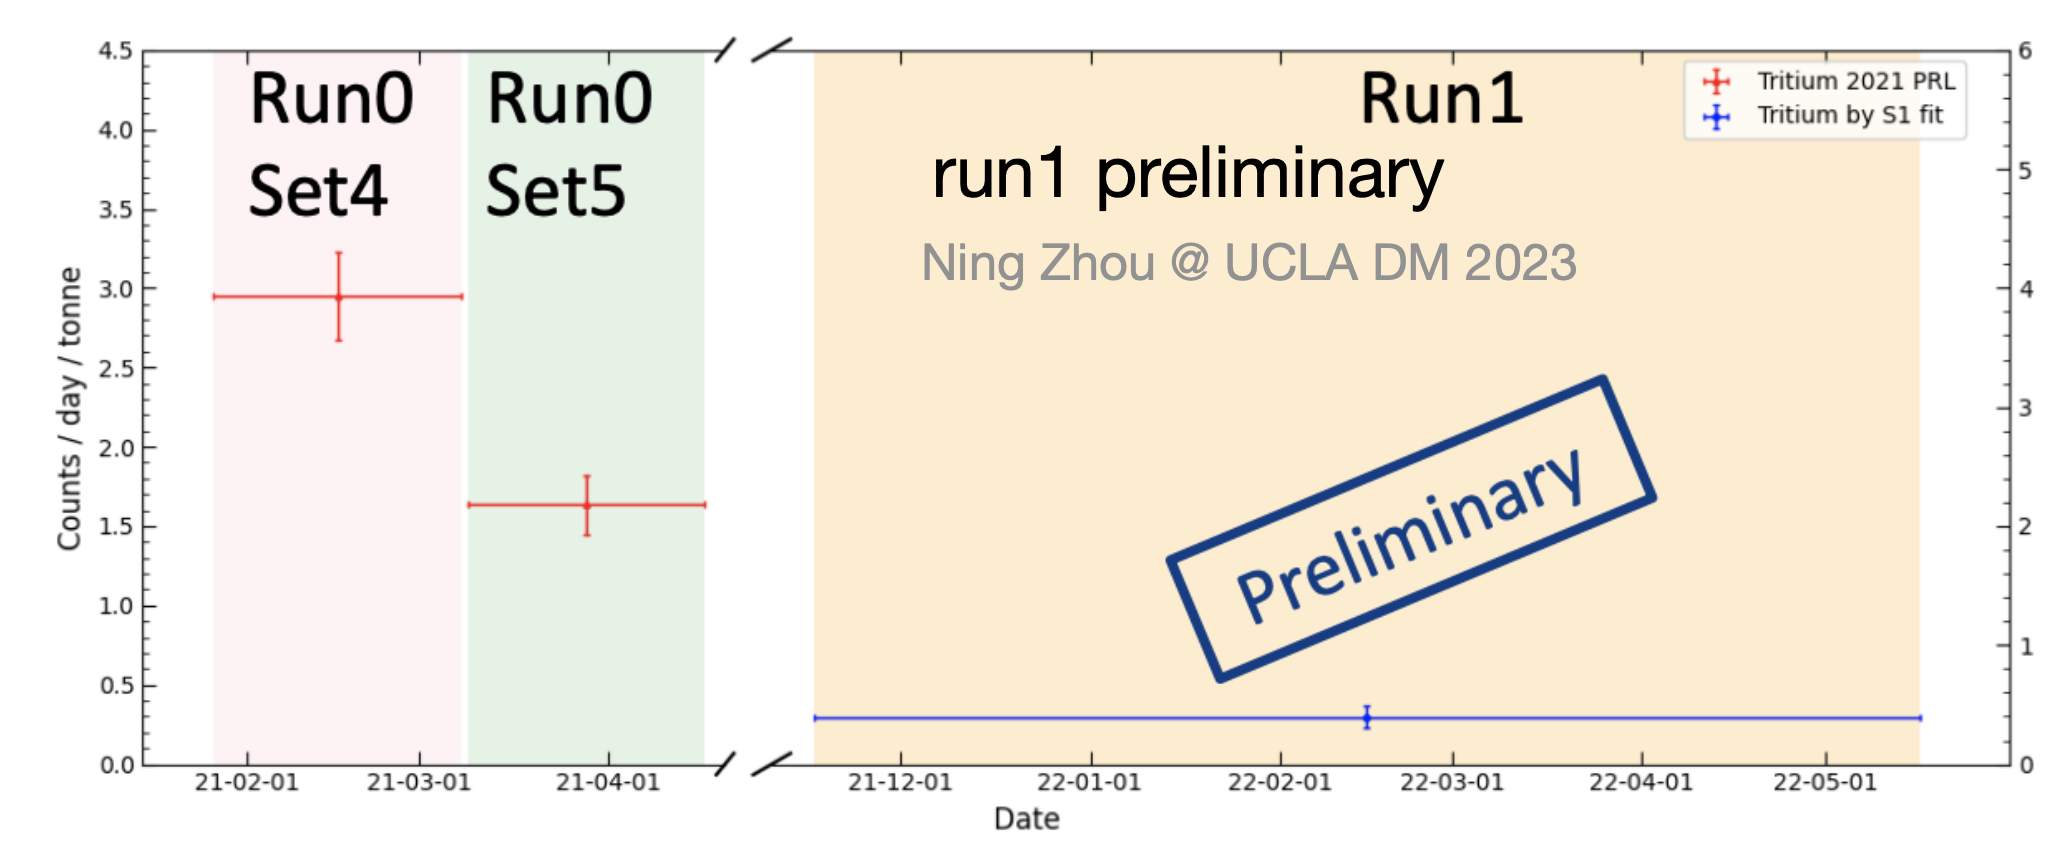 Run0
Set4
Run0
Set5
Run1
run1 preliminary
Ning Zhou @ UCLA DM 2023
Tritium 2021 PRL
Tritium by S1 fit
Preliminary
Counts / day / tonne
4.5
4.0
3.5
3.0
2.5
2.0
1.5
1.0
0.5
0.0
6
5
4
3
2
1
0
21-02-01 21-03-01 21-04-01 21-12-01 22-01-01 22-02-01 22-03-01 22-04-01 22-05-01
Date